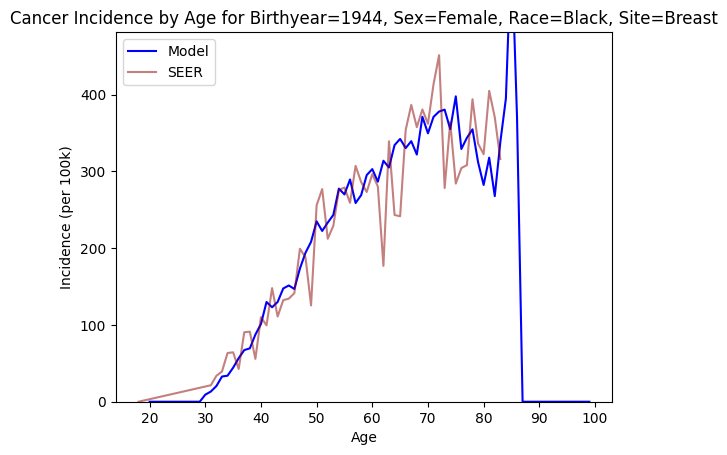 Cancer Incidence by Age for Birthyear=1944, Sex=Female, Race=Black, Site=Breast
Model
SEER
400
300
200
100
0
Incidence (per 100k)
20 30 40 50 60 70 80 90 100
Age